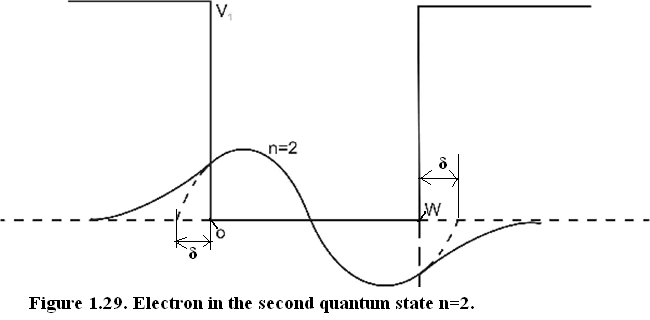 V₁
n=2
δ
W
o
δ
Figure 1.29. Electron in the second quantum state n=2.